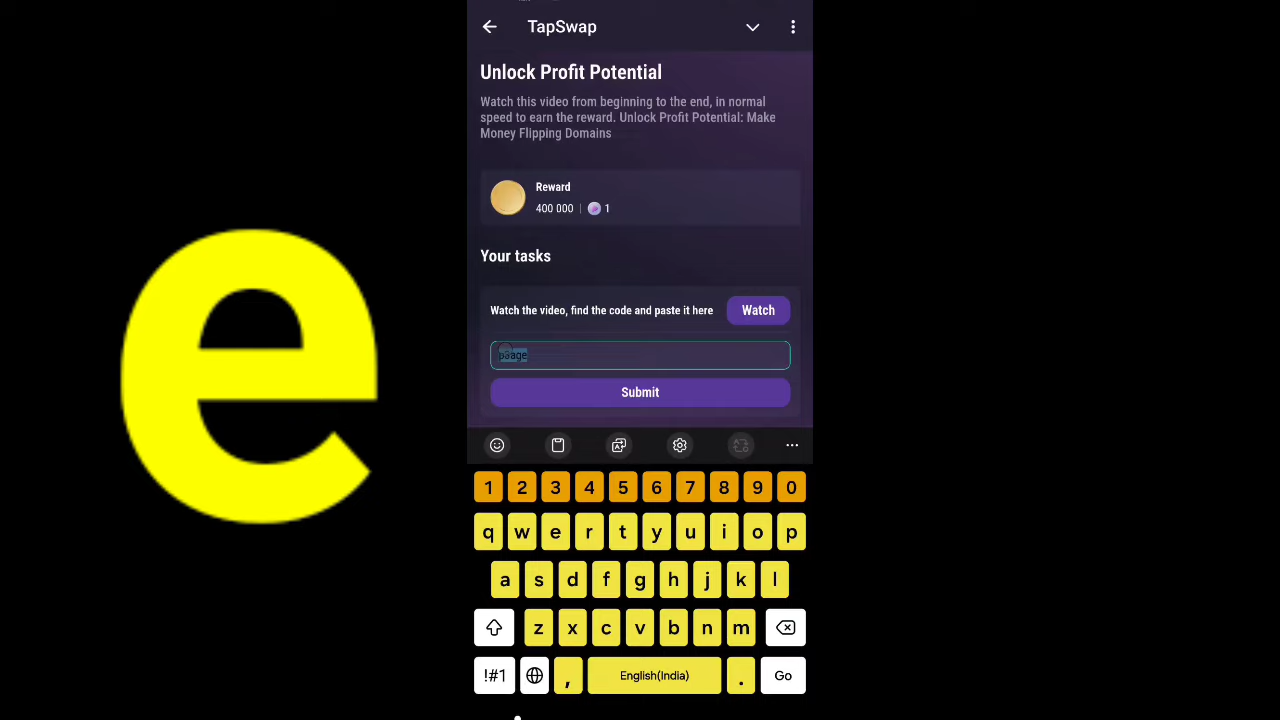 TapSwap
Unlock Profit Potential
Watch this video from beginning to the end, in normal
speed to earn the reward. Unlock Profit Potential: Make
Money Flipping Domains
Reward
400 000 | 1
Your tasks
Watch the video, find the code and paste it here
Watch
e
Submit
1 2 3 4 5 6 7 8 9 0
q w e r t y u i o p
a s d f g h j k l
z x c v b n m
!#1 , English(India) . Go